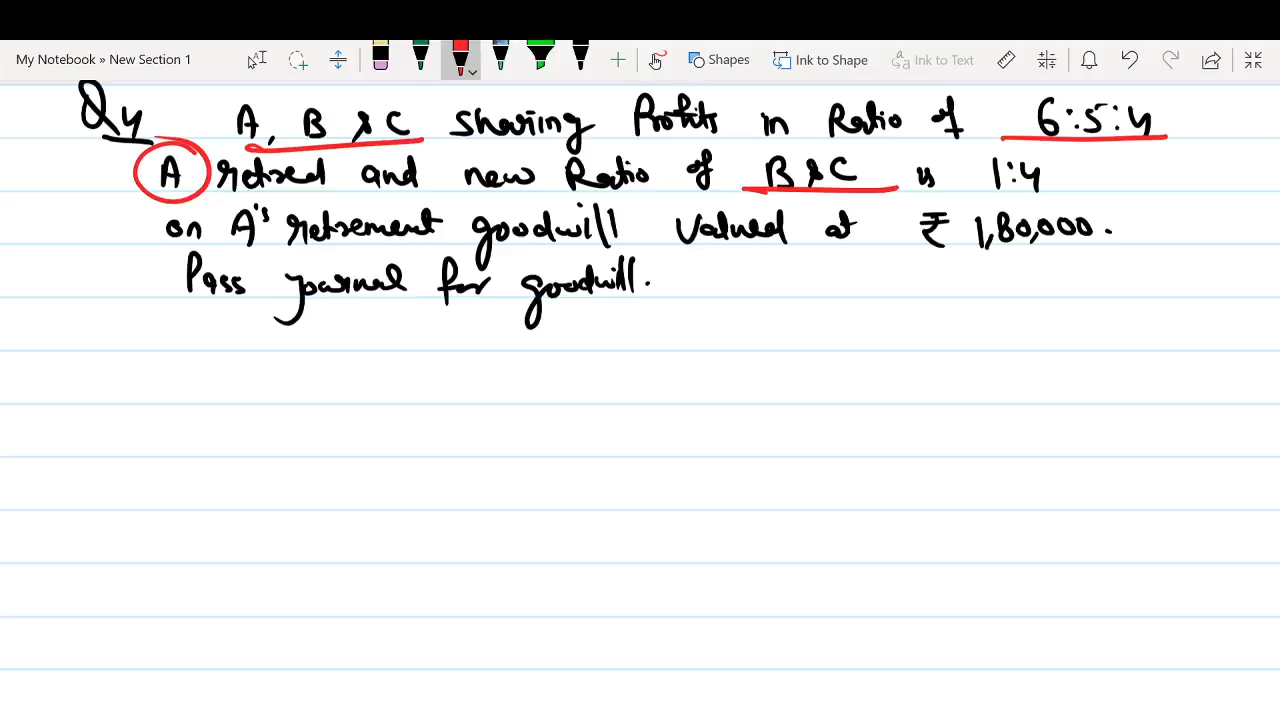 My Notebook » New Section 1
Shapes
Ink to Shape
Ink to Text
Q4 A, B & C sharing Profits in Ratio of 6:5:4
A retired and new Ratio of B & C is 1:4
on A's retirement goodwill valued at ₹ 1,80,000.
Pass journal for goodwill.